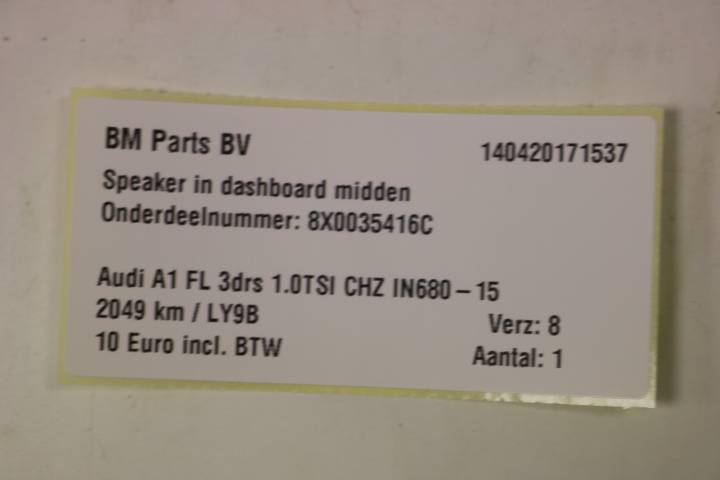 BM Parts BV 140420171537
Speaker in dashboard midden
Onderdeelnummer: 8X0035416C
Audi A1 FL 3drs 1.0TSI CHZ IN680 – 15
2049 km / LY9B Verz: 8
10 Euro incl. BTW Aantal: 1